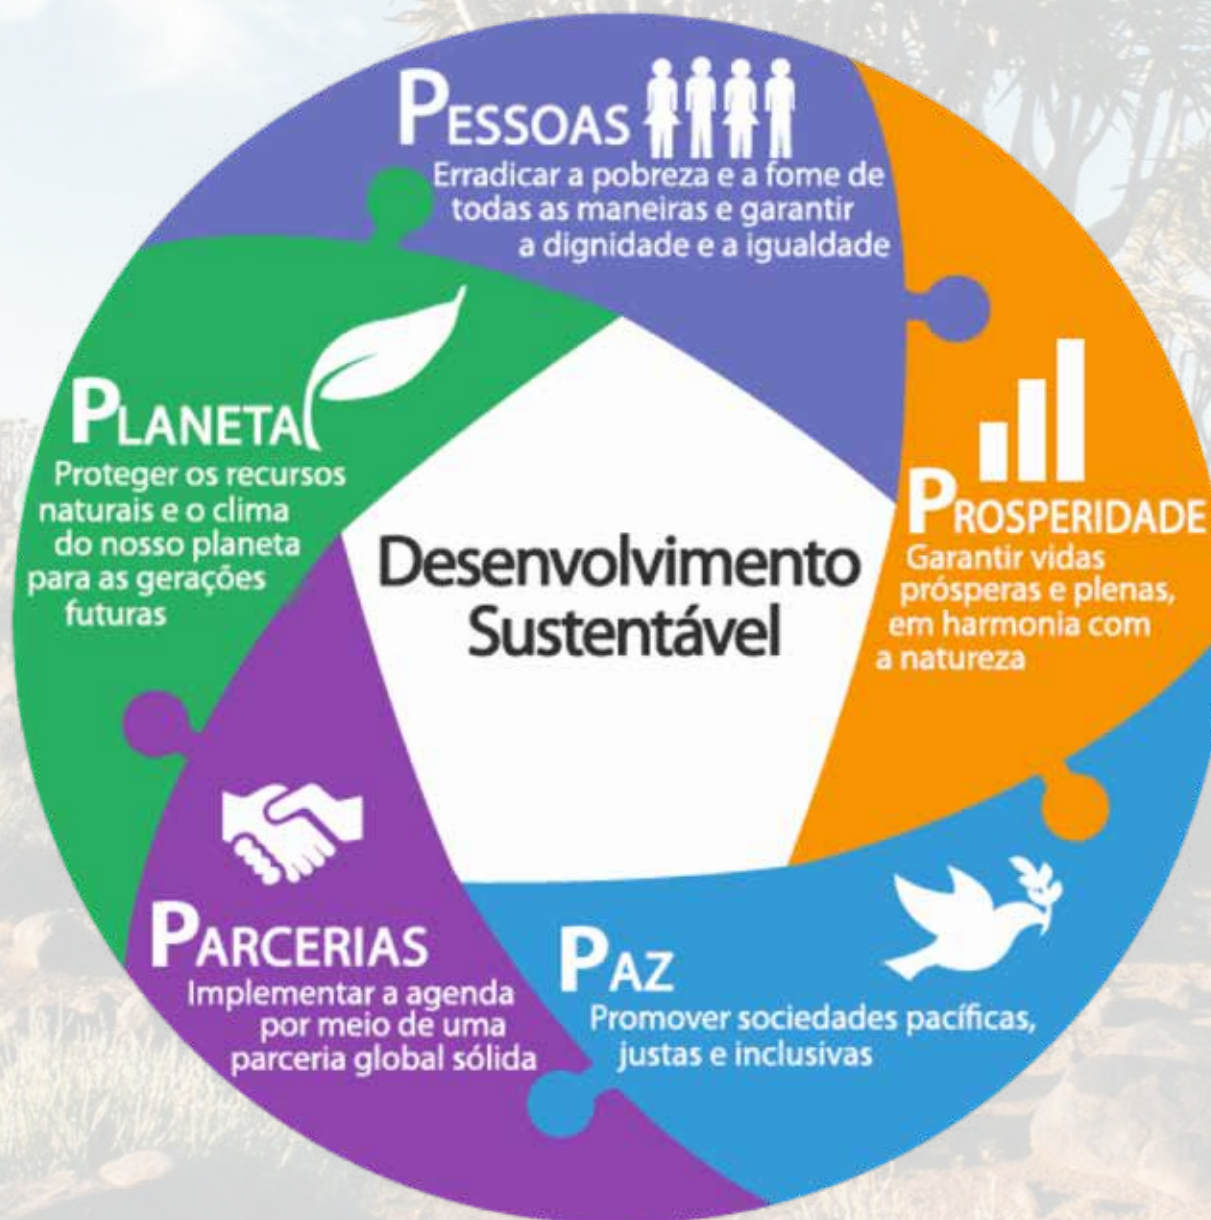 PESSOAS
Erradicar a pobreza e a fome de
todas as maneiras e garantir
a dignidade e a igualdade
PROSPERIDADE
Garantir vidas
prósperas e plenas,
em harmonia com
a natureza
PAZ
Promover sociedades pacíficas,
justas e inclusivas
PARCERIAS
Implementar a agenda
por meio de uma
parceria global sólida
PLANETA
Proteger os recursos
naturais e o clima
do nosso planeta
para as gerações
futuras
Desenvolvimento
Sustentável